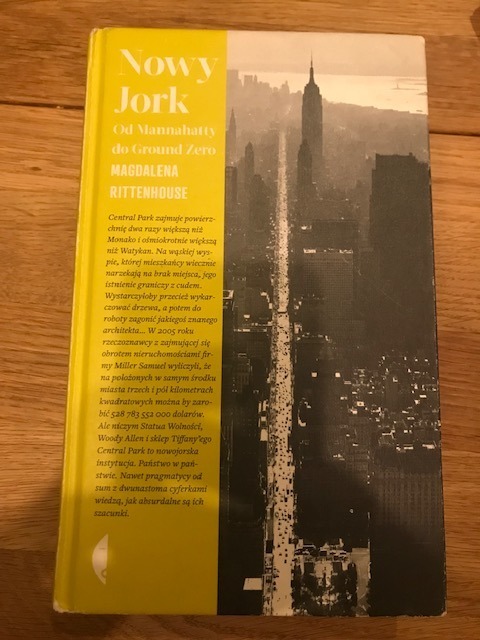 Nowy
Jork
Od Mannahatty
do Ground Zero
MAGDALENA
RITTENHOUSE
Central Park zajmuje powierz-
chnię dwa razy większą niż
Monako i ośmiokrotnie większą
niż Watykan. Na wąskiej wys-
pie, której mieszkańcy wiecznie
narzekają na brak miejsca, jego
istnienie graniczy z cudem.
Wystarczyłoby przecież wykar-
czować drzewa, a potem do
roboty zagonić jakiegoś znanego
architekta... W 2005 roku
rzeczoznawcy z zajmującej się
obrotem nieruchomościami fir-
my Miller Samuel wyliczyli, że
na położonych w samym środku
miasta trzech i pół kilometrach
kwadratowych można by zaro-
bić 528 783 552 000 dolarów.
Ale niczym Statua Wolności,
Woody Allen i sklep Tiffany'ego
Central Park to nowojorska
instytucja. Państwo w pań-
stwie. Nawet pragmatycy od
sum z dwunastoma cyferkami
wiedzą, jak absurdalne są ich
szacunki.